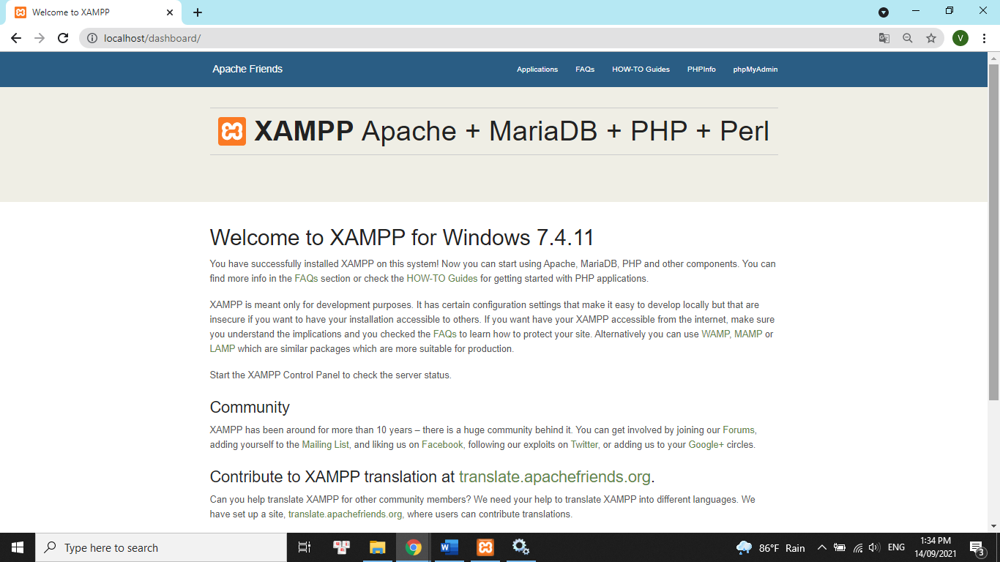 Welcome to XAMPP
localhost/dashboard/
V
Apache Friends
Applications FAQs HOW-TO Guides PHPInfo phpMyAdmin
XAMPP Apache + MariaDB + PHP + Perl
Welcome to XAMPP for Windows 7.4.11
You have successfully installed XAMPP on this system! Now you can start using Apache, MariaDB, PHP and other components. You can
find more info in the FAQs section or check the HOW-TO Guides for getting started with PHP applications.
XAMPP is meant only for development purposes. It has certain configuration settings that make it easy to develop locally but that are
insecure if you want to have your installation accessible to others. If you want have your XAMPP accessible from the internet, make sure
you understand the implications and you checked the FAQs to learn how to protect your site. Alternatively you can use WAMP, MAMP or
LAMP which are similar packages which are more suitable for production.
Start the XAMPP Control Panel to check the server status.
Community
XAMPP has been around for more than 10 years – there is a huge community behind it. You can get involved by joining our Forums,
adding yourself to the Mailing List, and liking us on Facebook, following our exploits on Twitter, or adding us to your Google+ circles.
Contribute to XAMPP translation at translate.apachefriends.org.
Can you help translate XAMPP for other community members? We need your help to translate XAMPP into different languages. We
have set up a site, translate.apachefriends.org, where users can contribute translations.
Type here to search
86°F Rain
ENG
1:34 PM
14/09/2021
3